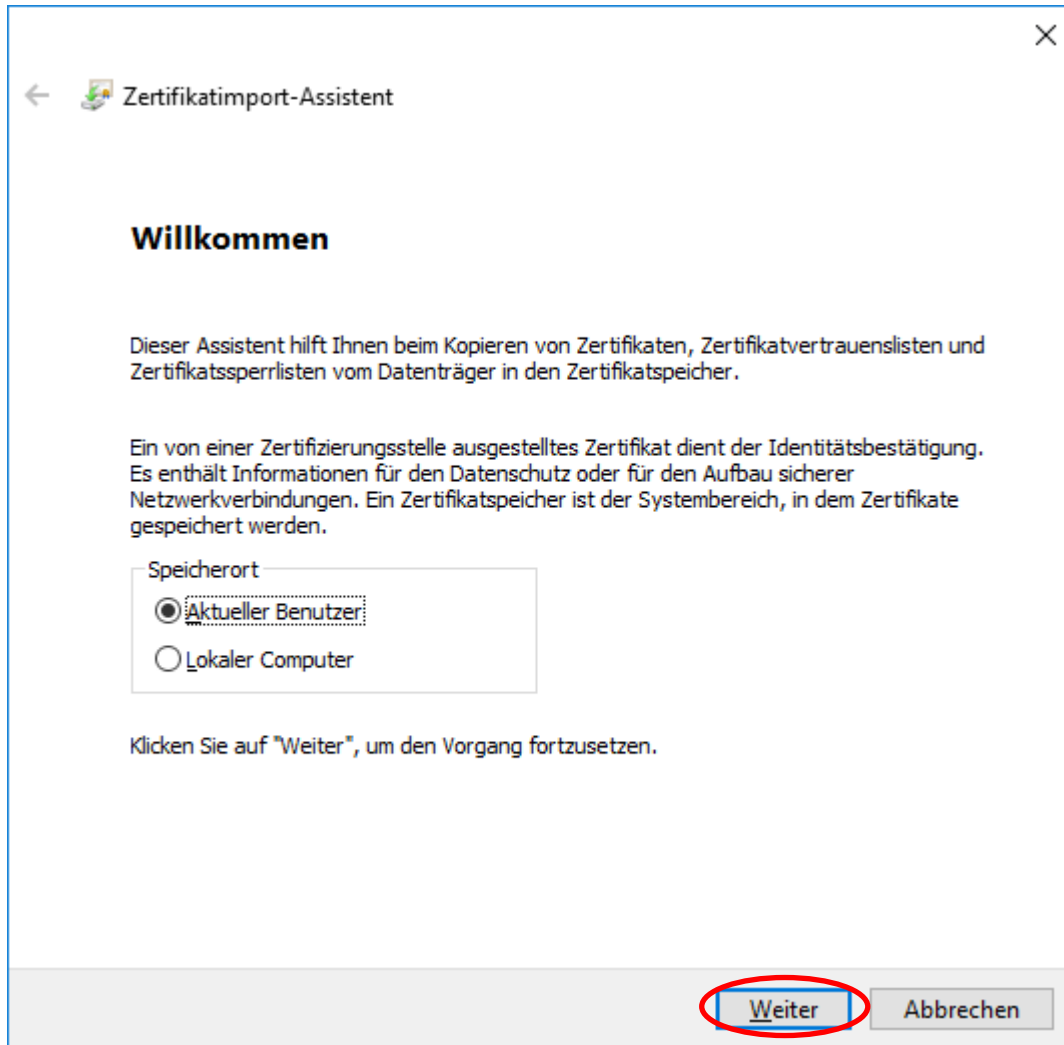 Zertifikatimport-Assistent
Willkommen
Dieser Assistent hilft Ihnen beim Kopieren von Zertifikaten, Zertifikatvertrauenslisten und
Zertifikatssperrlisten vom Datenträger in den Zertifikatspeicher.
Ein von einer Zertifizierungsstelle ausgestelltes Zertifikat dient der Identitätsbestätigung.
Es enthält Informationen für den Datenschutz oder für den Aufbau sicherer
Netzwerkverbindungen. Ein Zertifikatspeicher ist der Systembereich, in dem Zertifikate
gespeichert werden.
Speicherort
Aktueller Benutzer
Lokaler Computer
Klicken Sie auf "Weiter", um den Vorgang fortzusetzen.
Weiter Abbrechen